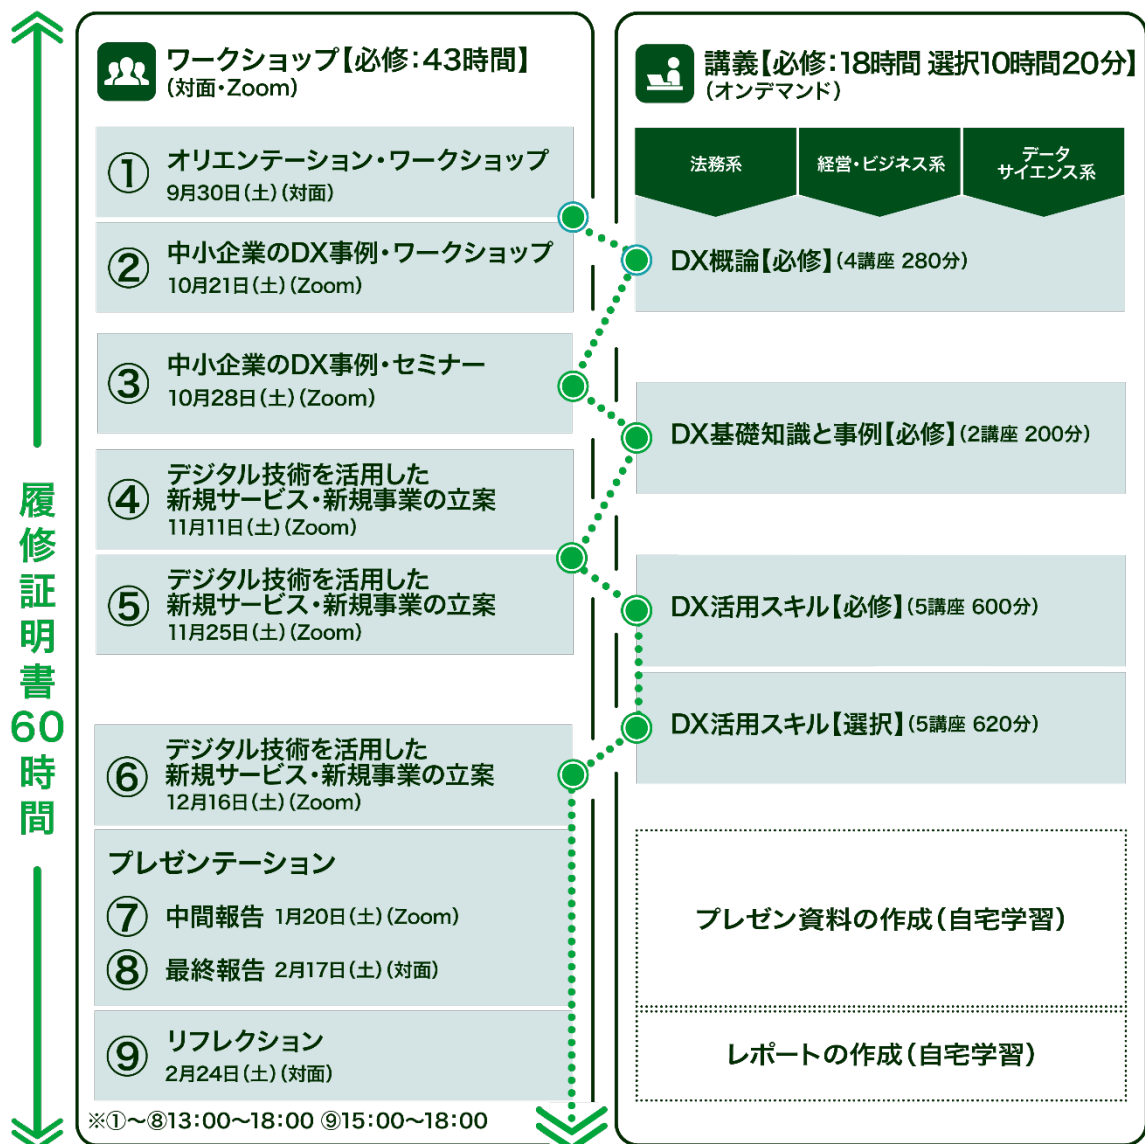 履修証明書60時間
ワークショップ【必修：43時間】
（対面・Zoom）
① オリエンテーション・ワークショップ
9月30日（土）（対面）
② 中小企業のDX事例・ワークショップ
10月21日（土）（Zoom）
③ 中小企業のDX事例・セミナー
10月28日（土）（Zoom）
④ デジタル技術を活用した
新規サービス・新規事業の立案
11月11日（土）（Zoom）
⑤ デジタル技術を活用した
新規サービス・新規事業の立案
11月25日（土）（Zoom）
⑥ デジタル技術を活用した
新規サービス・新規事業の立案
12月16日（土）（Zoom）
プレゼンテーション
⑦ 中間報告 1月20日（土）（Zoom）
⑧ 最終報告 2月17日（土）（対面）
⑨ リフレクション
2月24日（土）（対面）
※①～⑧13：00～18：00 ⑨15：00～18：00
講義【必修：18時間 選択10時間20分】
（オンデマンド）
法務系
経営・ビジネス系
データ
サイエンス系
DX概論【必修】（4講座 280分）
DX基礎知識と事例【必修】（2講座 200分）
DX活用スキル【必修】（5講座 600分）
DX活用スキル【選択】（5講座 620分）
プレゼン資料の作成（自宅学習）
レポートの作成（自宅学習）